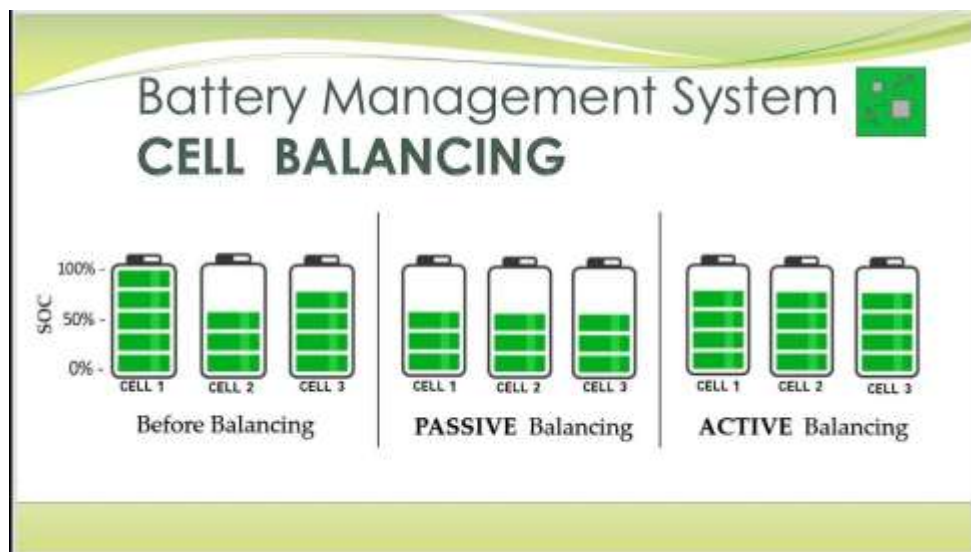 Battery Management System
CELL BALANCING
100%-
SOC
50%-
0%-
CELL 1 CELL 2 CELL 3
Before Balancing
CELL 1 CELL 2 CELL 3
PASSIVE Balancing
CELL 1 CELL 2 CELL 3
ACTIVE Balancing